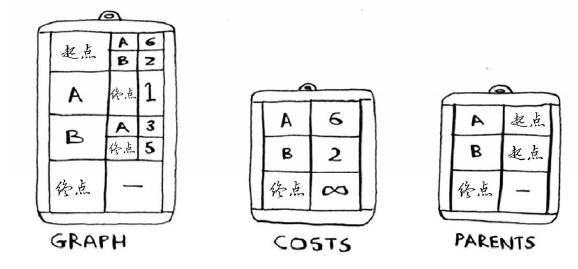 起点 A 6
B 2
A 终点 1
B A 3
终点 5
终点 —
GRAPH
A 6
B 2
终点 ∞
COSTS
A 起点
B 起点
终点 —
PARENTS